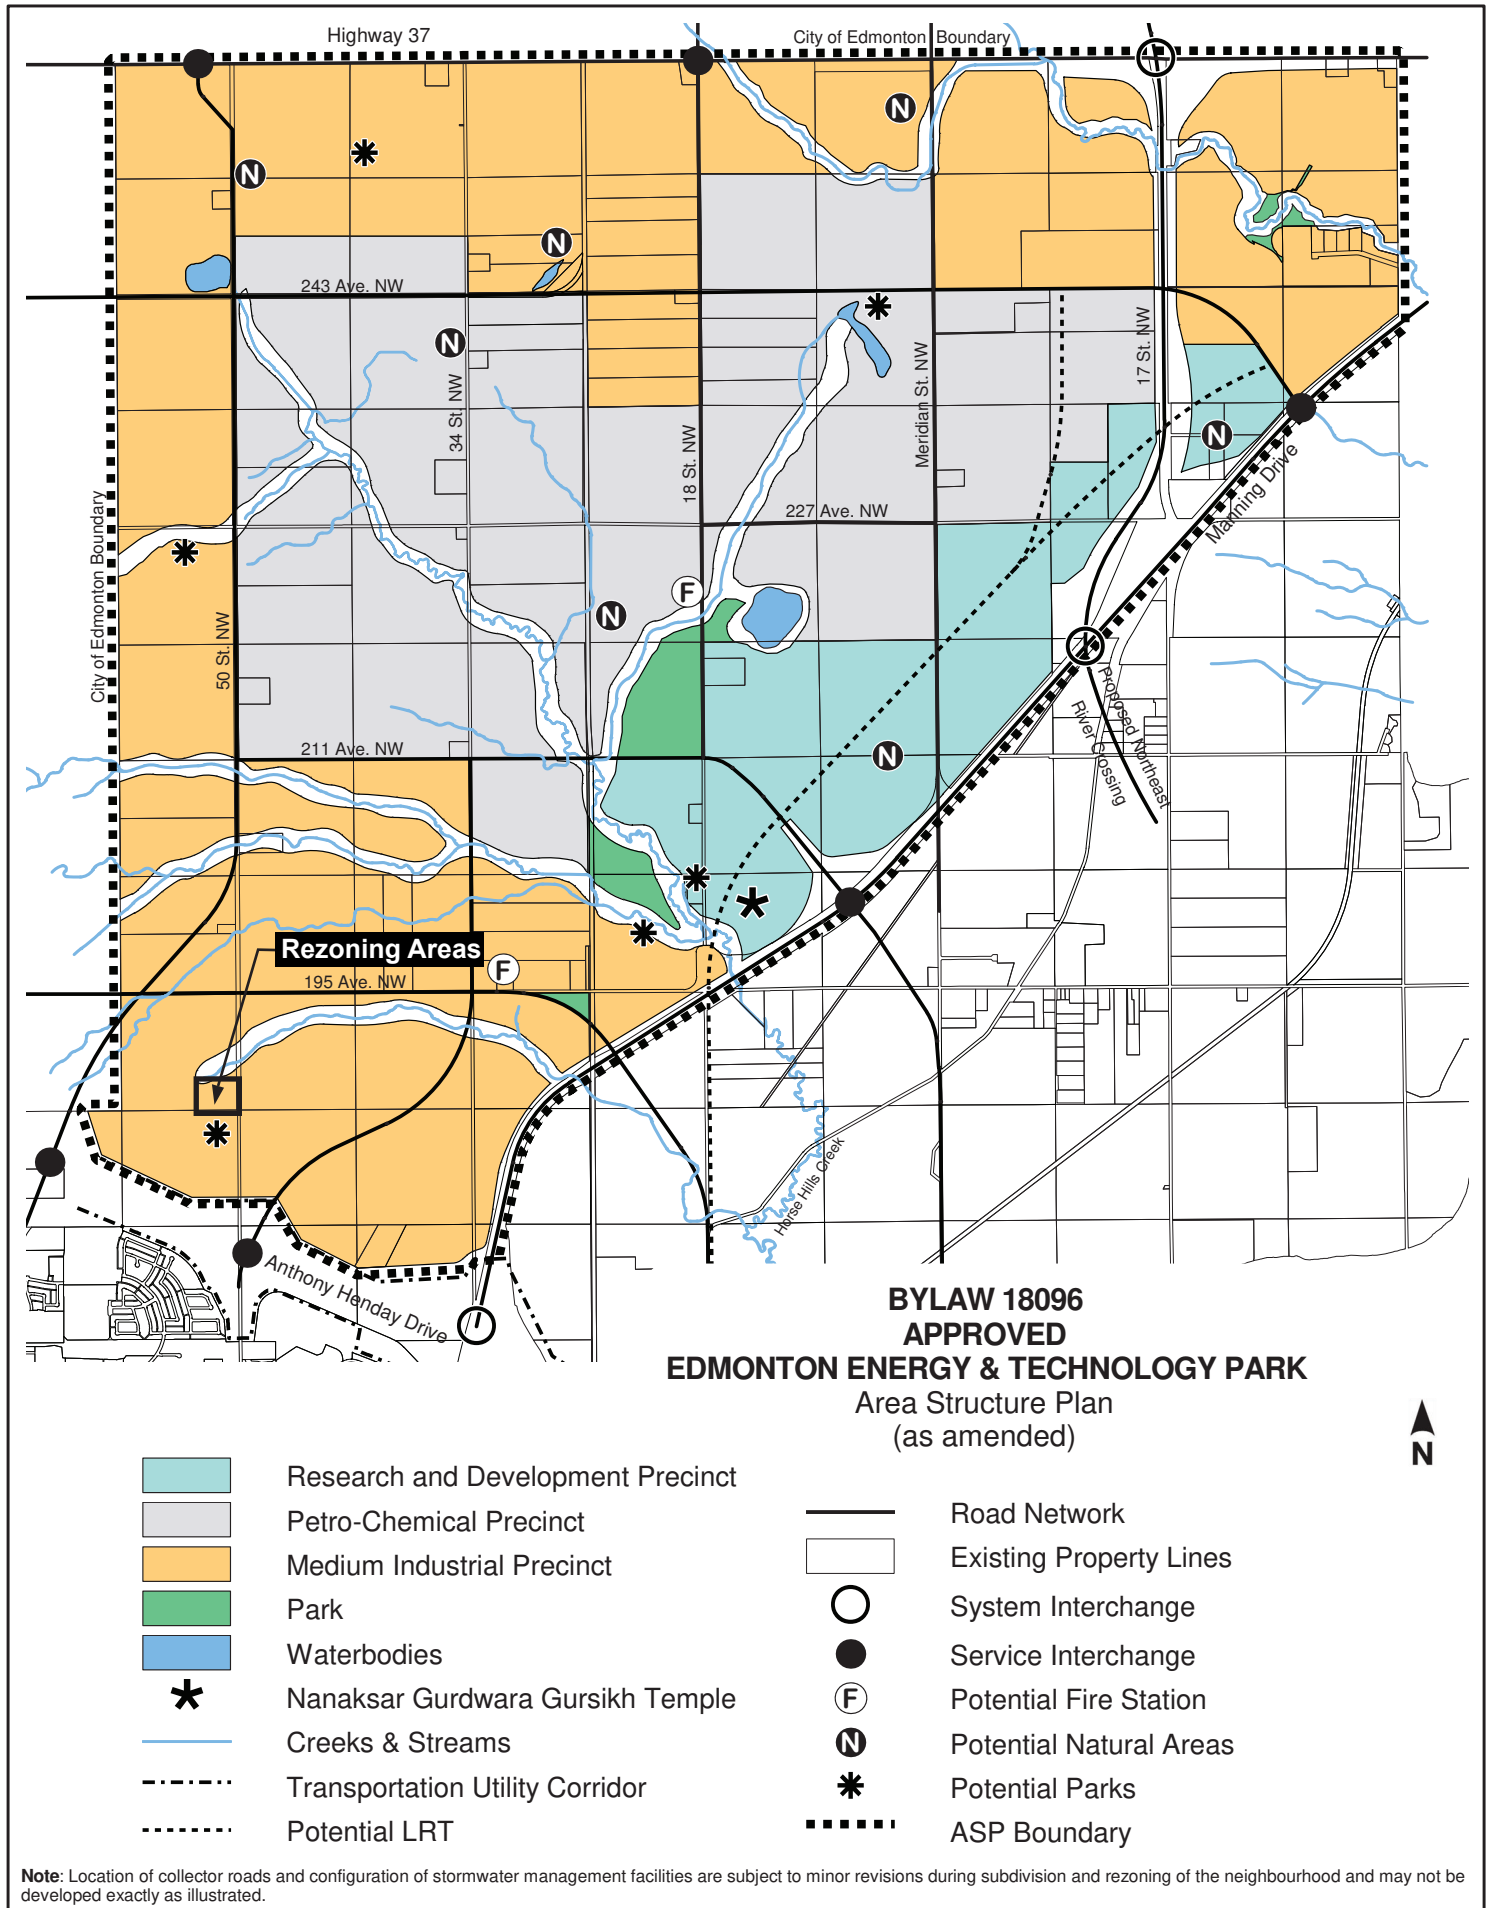 Highway 37
City of Edmonton Boundary
N
N
N
243 Ave. NW
N
34 St. NW
18 St. NW
Meridian St. NW
17 St. NW
N
Manning Drive
City of Edmonton Boundary
227 Ave. NW
50 St. NW
F
N
211 Ave. NW
N
Proposed Northeast
River Crossing
Rezoning Areas
F
195 Ave. NW
Horse Hills Creek
Anthony Henday Drive
BYLAW 18096
APPROVED
EDMONTON ENERGY & TECHNOLOGY PARK
Area Structure Plan
(as amended)
N
Research and Development Precinct
Petro-Chemical Precinct
Medium Industrial Precinct
Park
Waterbodies
Nanaksar Gurdwara Gursikh Temple
Creeks & Streams
Transportation Utility Corridor
Potential LRT
Road Network
Existing Property Lines
System Interchange
Service Interchange
F Potential Fire Station
N Potential Natural Areas
Potential Parks
ASP Boundary
Note: Location of collector roads and configuration of stormwater management facilities are subject to minor revisions during subdivision and rezoning of the neighbourhood and may not be
developed exactly as illustrated.